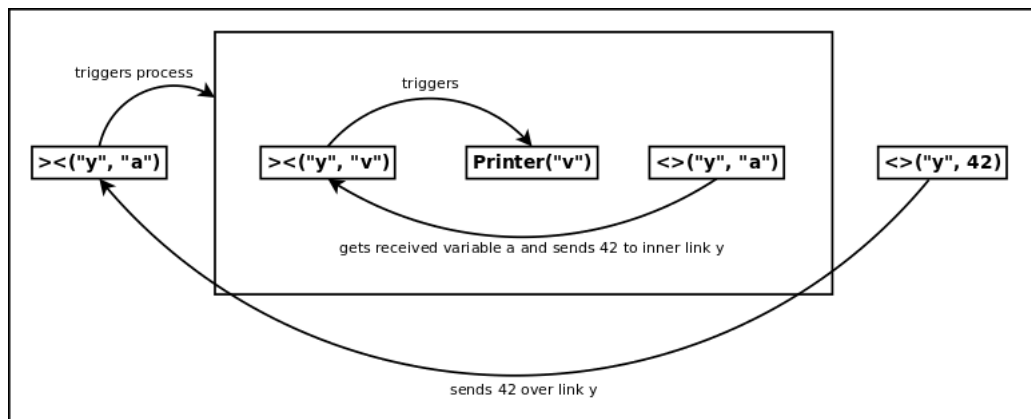 triggers process
triggers
><("y", "a")
><("y", "v")
Printer("v")
<>("y", "a")
<>("y", 42)
gets received variable a and sends 42 to inner link y
sends 42 over link y